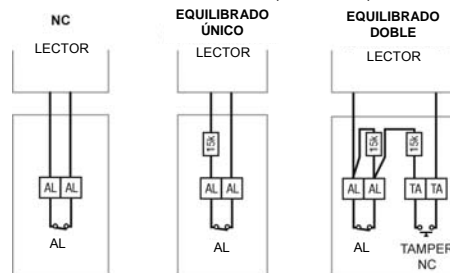 NC
LECTOR
AL AL
AL
EQUILIBRADO
ÚNICO
LECTOR
15k
AL AL
AL
EQUILIBRADO
DOBLE
LECTOR
15k 15k
AL AL TA TA
AL TAMPER
NC